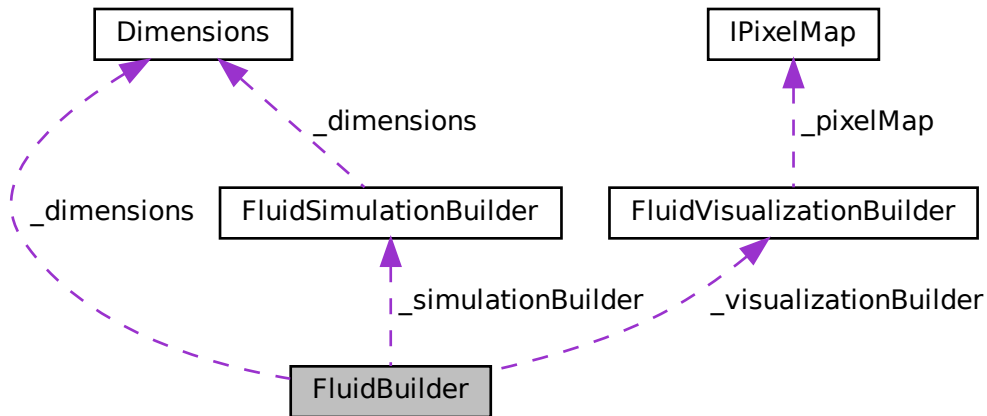 Dimensions
IPixelMap
_dimensions
_pixelMap
_dimensions
FluidSimulationBuilder
FluidVisualizationBuilder
_simulationBuilder
_visualizationBuilder
FluidBuilder